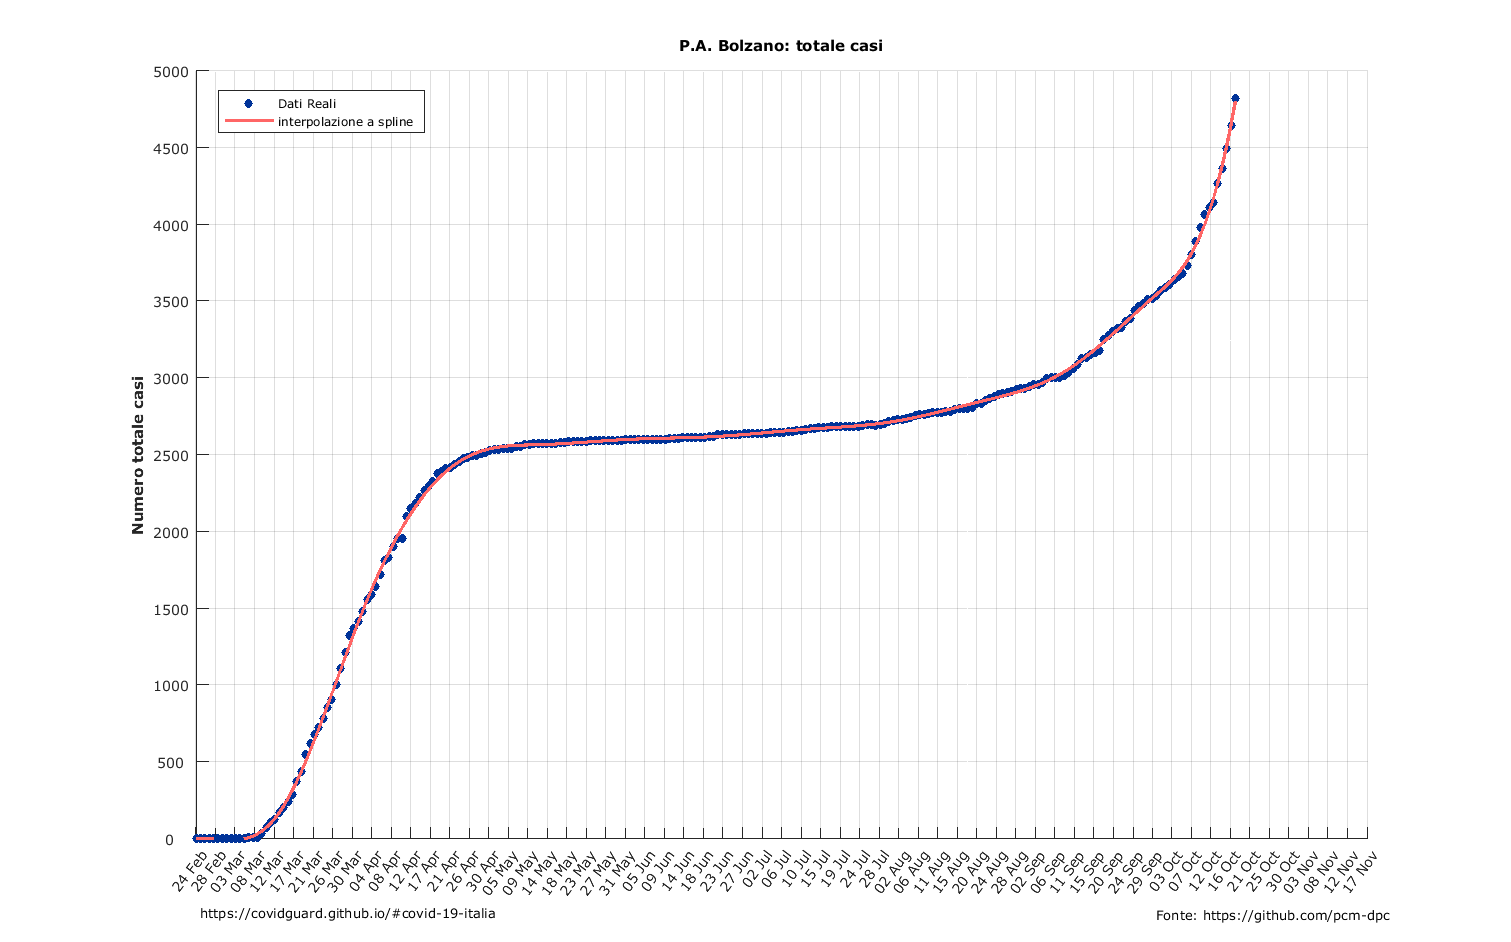 P.A. Bolzano: totale casi
Dati Reali
interpolazione a spline
Numero totale casi
5000
4500
4000
3500
3000
2500
2000
1500
1000
500
0
24 Feb
28 Feb
03 Mar
08 Mar
12 Mar
17 Mar
21 Mar
26 Mar
30 Mar
04 Apr
08 Apr
12 Apr
17 Apr
21 Apr
26 Apr
30 Apr
05 May
09 May
14 May
18 May
23 May
27 May
31 May
05 Jun
09 Jun
14 Jun
18 Jun
23 Jun
27 Jun
02 Jul
06 Jul
10 Jul
15 Jul
19 Jul
24 Jul
28 Jul
02 Aug
06 Aug
11 Aug
15 Aug
20 Aug
24 Aug
28 Aug
02 Sep
06 Sep
11 Sep
15 Sep
20 Sep
24 Sep
29 Sep
03 Oct
07 Oct
12 Oct
16 Oct
21 Oct
25 Oct
30 Oct
03 Nov
08 Nov
12 Nov
17 Nov
https://covidguard.github.io/#covid-19-italia
Fonte: https://github.com/pcm-dpc